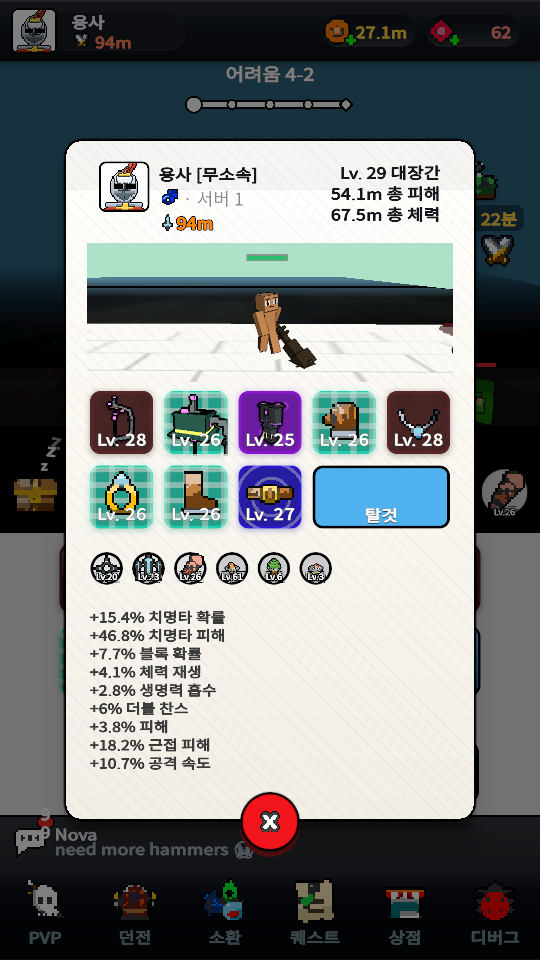 용사
94m
27.1m
62
어려움 4-2
용사 [무소속]
· 서버 1
94m
Lv. 29 대장간
54.1m 총 피해
67.5m 총 체력
22분
Lv. 28
Lv. 26
Lv. 25
Lv. 26
Lv. 28
Lv. 26
Lv. 26
Lv. 27
탈것
z
z
z
Lv.26
Lv.20
Lv.23
Lv.26
Lv.61
Lv.6
Lv.3
+15.4% 치명타 확률
+46.8% 치명타 피해
+7.7% 블록 확률
+4.1% 체력 재생
+2.8% 생명력 흡수
+6% 더블 찬스
+3.8% 피해
+18.2% 근접 피해
+10.7% 공격 속도
9
9
Nova
need more hammers
PVP
던전
소환
퀘스트
상점
디버그